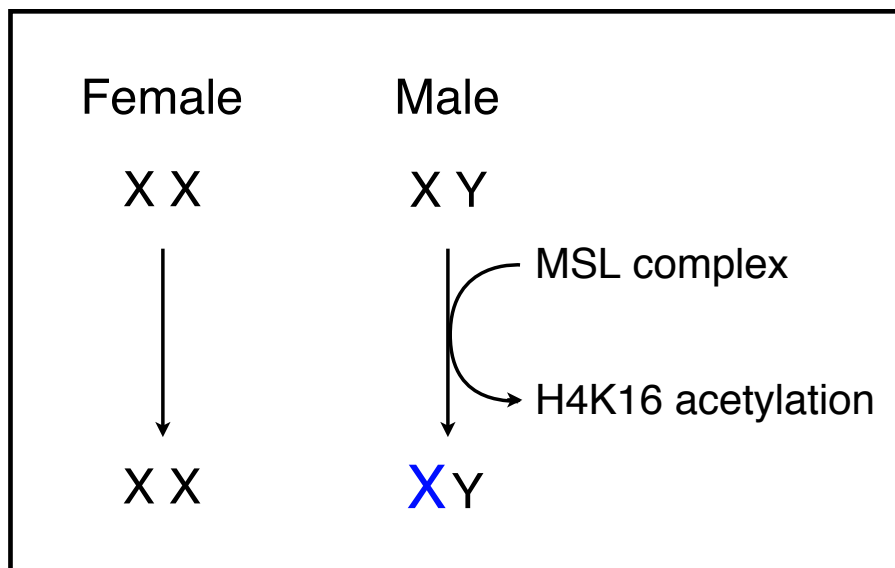 Female Male
X X X Y
MSL complex
H4K16 acetylation
X X X Y